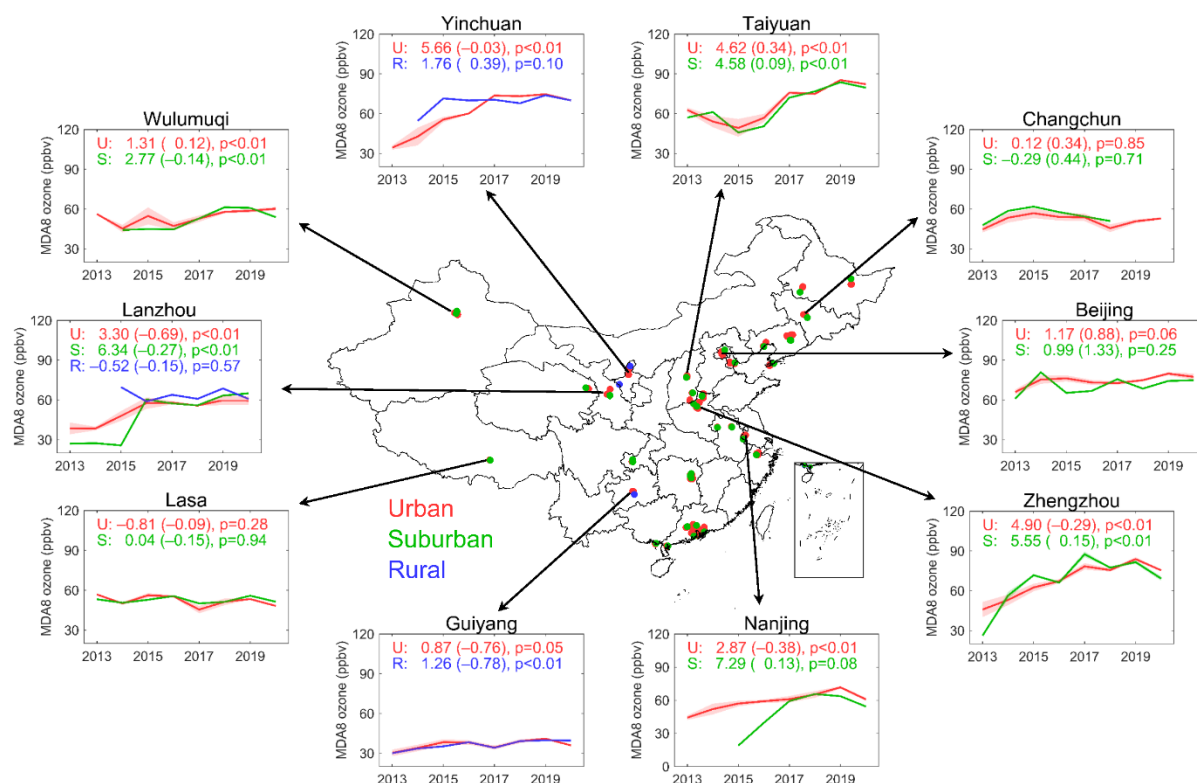 Yinchuan
MDA8 ozone (ppbv)
120
90
60
30
U: 5.66 (−0.03), p<0.01
R: 1.76 ( 0.39), p=0.10
2013 2015 2017 2019
Taiyuan
MDA8 ozone (ppbv)
120
90
60
30
U: 4.62 (0.34), p<0.01
S: 4.58 (0.09), p<0.01
2013 2015 2017 2019
Wulumuqi
MDA8 ozone (ppbv)
120
90
60
30
U: 1.31 ( 0.12), p<0.01
S: 2.77 (−0.14), p<0.01
2013 2015 2017 2019
Changchun
MDA8 ozone (ppbv)
120
90
60
30
U: 0.12 (0.34), p=0.85
S: −0.29 (0.44), p=0.71
2013 2015 2017 2019
Lanzhou
MDA8 ozone (ppbv)
120
90
60
30
U: 3.30 (−0.69), p<0.01
S: 6.34 (−0.27), p<0.01
R: −0.52 (−0.15), p=0.57
2013 2015 2017 2019
Beijing
MDA8 ozone (ppbv)
120
90
60
30
U: 1.17 (0.88), p=0.06
S: 0.99 (1.33), p=0.25
2013 2015 2017 2019
Lasa
MDA8 ozone (ppbv)
120
90
60
30
U: −0.81 (−0.09), p=0.28
S: 0.04 (−0.15), p=0.94
2013 2015 2017 2019
Urban
Suburban
Rural
Zhengzhou
MDA8 ozone (ppbv)
120
90
60
30
U: 4.90 (−0.29), p<0.01
S: 5.55 ( 0.15), p<0.01
2013 2015 2017 2019
Guiyang
MDA8 ozone (ppbv)
120
90
60
30
U: 0.87 (−0.76), p=0.05
R: 1.26 (−0.78), p<0.01
2013 2015 2017 2019
Nanjing
MDA8 ozone (ppbv)
120
90
60
30
0
U: 2.87 (−0.38), p<0.01
S: 7.29 ( 0.13), p=0.08
2013 2015 2017 2019